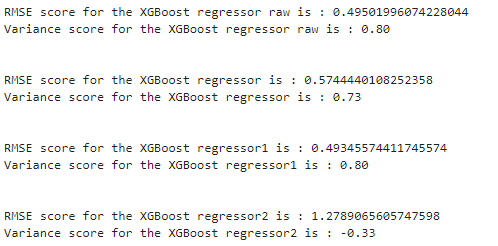 RMSE score for the XGBoost regressor raw is : 0.49501996074228044
Variance score for the XGBoost regressor raw is : 0.80
RMSE score for the XGBoost regressor is : 0.5744440108252358
Variance score for the XGBoost regressor is : 0.73
RMSE score for the XGBoost regressor1 is : 0.49345574411745574
Variance score for the XGBoost regressor1 is : 0.80
RMSE score for the XGBoost regressor2 is : 1.2789065605747598
Variance score for the XGBoost regressor2 is : -0.33